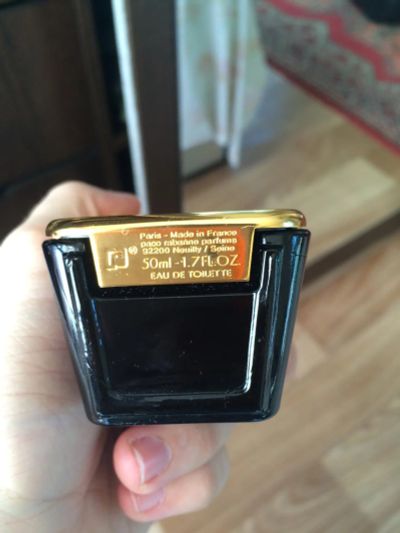 Paris - Made in France
paco rabanne parfums
92200 Neuilly / Seine
50ml - 1.7FL.OZ.
EAU DE TOILETTE